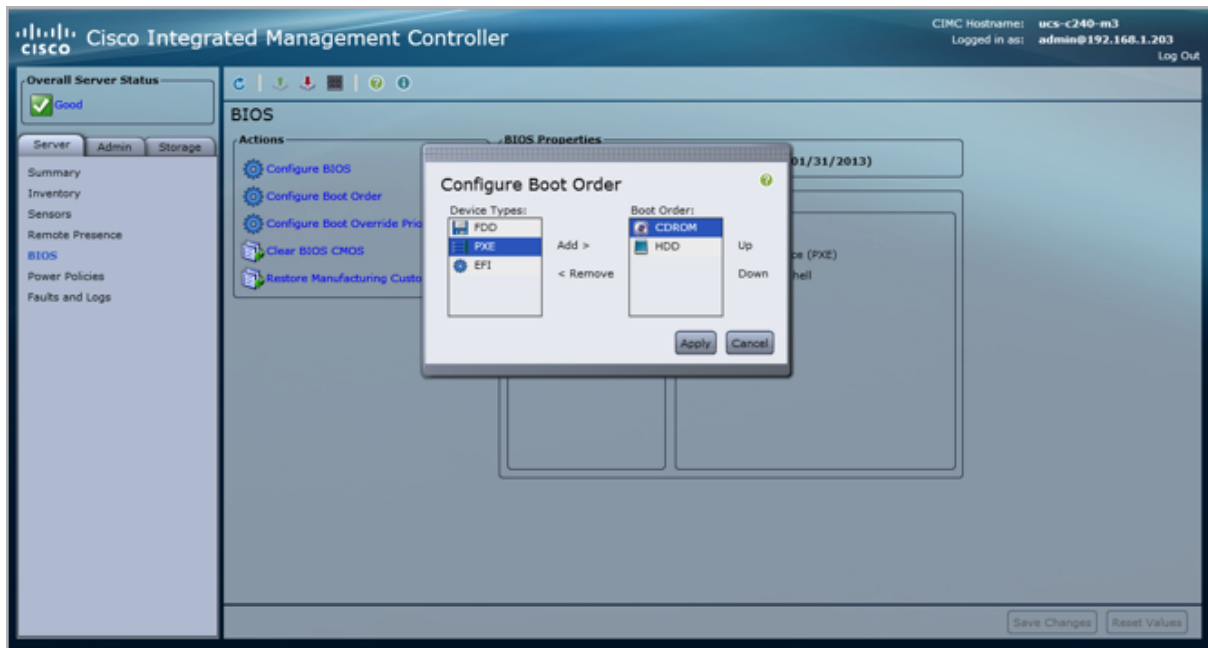 CISCO Cisco Integrated Management Controller
CIMC Hostname: ucs-c240-m3
Logged in as: admin@192.168.1.203
Log Out
Overall Server Status
Good
Server Admin Storage
Summary
Inventory
Sensors
Remote Presence
BIOS
Power Policies
Faults and Logs
BIOS
Actions
Configure BIOS
Configure Boot Order
Configure Boot Override
Clear BIOS CMOS
Restore Manufacturing
BIOS Properties
01/31/2013)
(PXE)
Configure Boot Order
Device Types:
FDD
PXE
EFI
Add >
< Remove
Boot Order:
CDROM
HDD
Up
Down
Apply Cancel
Save Changes Reset Values